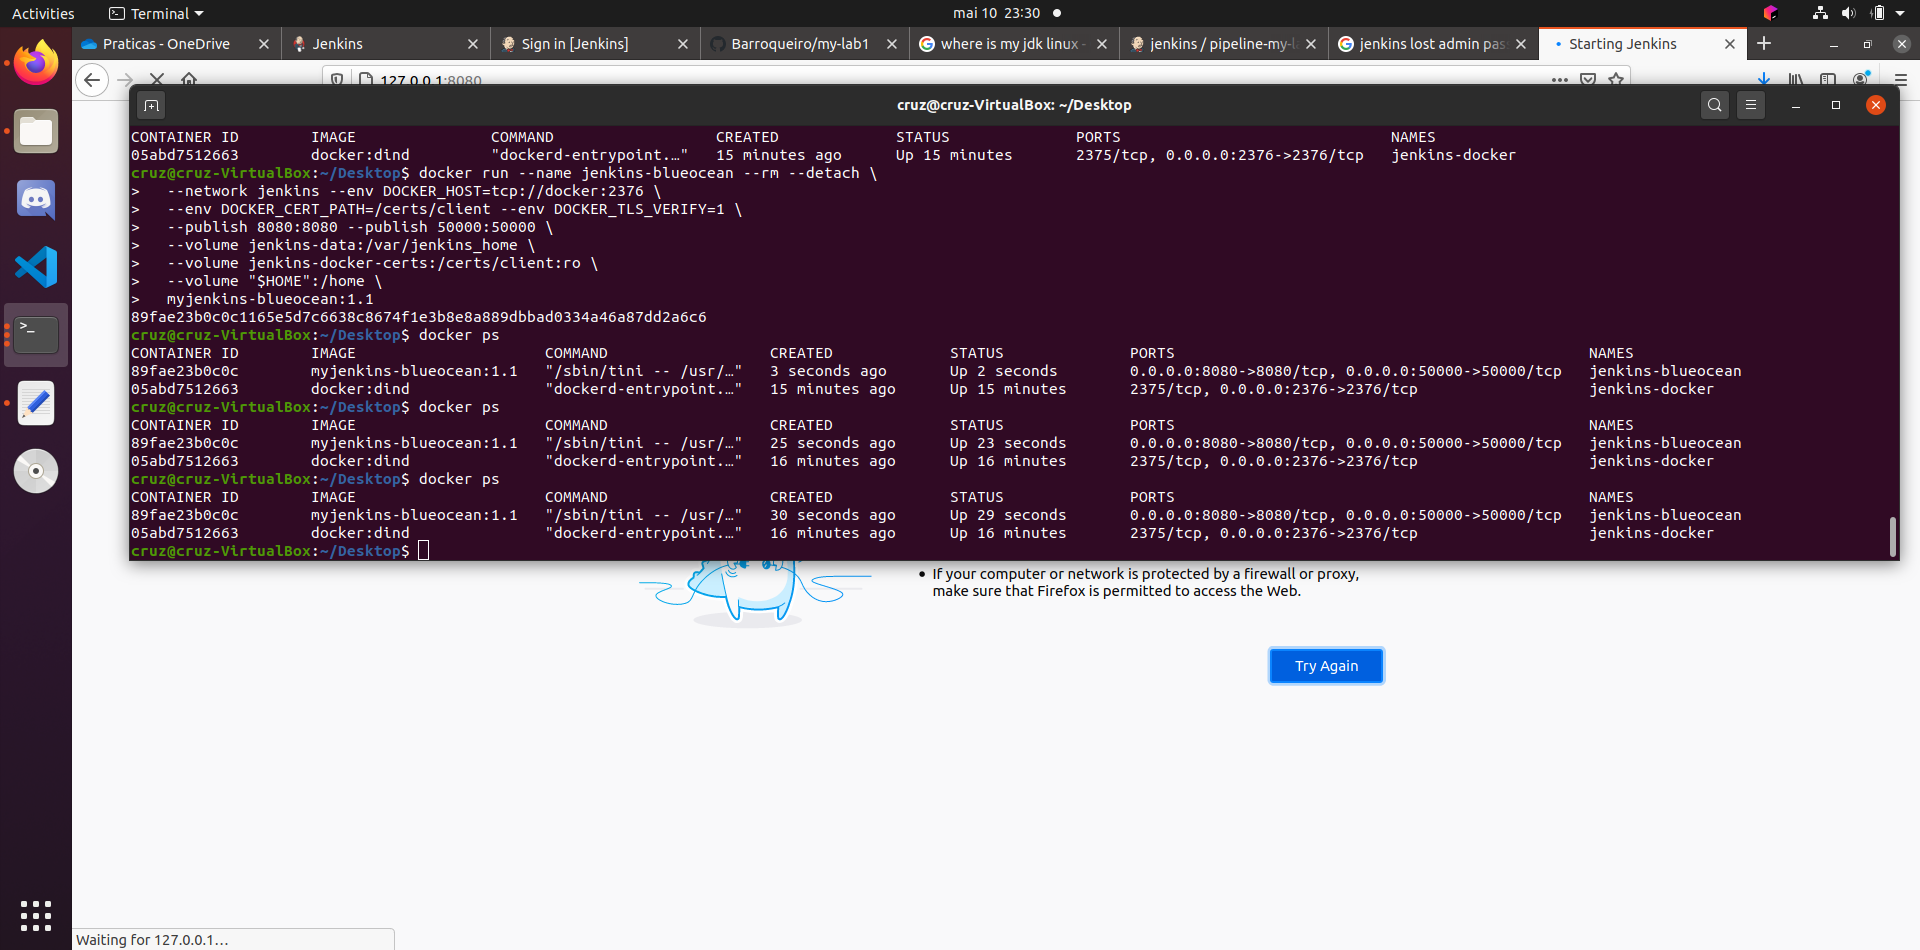 Activities
Terminal
mai 10 23:30
Praticas - OneDrive
Jenkins
Sign in [Jenkins]
Barroqueiro/my-lab1
where is my jdk linux -
jenkins / pipeline-my-l
jenkins lost admin pas
Starting Jenkins
127.0.0.1:8080
cruz@cruz-VirtualBox: ~/Desktop
CONTAINER ID IMAGE COMMAND CREATED STATUS PORTS NAMES
05abd7512663 docker:dind "dockerd-entrypoint.…" 15 minutes ago Up 15 minutes 2375/tcp, 0.0.0.0:2376->2376/tcp jenkins-docker
cruz@cruz-VirtualBox:~/Desktop$ docker run --name jenkins-blueocean --rm --detach \
> --network jenkins --env DOCKER_HOST=tcp://docker:2376 \
> --env DOCKER_CERT_PATH=/certs/client --env DOCKER_TLS_VERIFY=1 \
> --publish 8080:8080 --publish 50000:50000 \
> --volume jenkins-data:/var/jenkins_home \
> --volume jenkins-docker-certs:/certs/client:ro \
> --volume "$HOME":/home \
> myjenkins-blueocean:1.1
89fae23b0c0c1165e5d7c6638c8674f1e3b8e8a889dbbad0334a46a87dd2a6c6
cruz@cruz-VirtualBox:~/Desktop$ docker ps
CONTAINER ID IMAGE COMMAND CREATED STATUS PORTS NAMES
89fae23b0c0c myjenkins-blueocean:1.1 "/sbin/tini -- /usr/…" 3 seconds ago Up 2 seconds 0.0.0.0:8080->8080/tcp, 0.0.0.0:50000->50000/tcp jenkins-blueocean
05abd7512663 docker:dind "dockerd-entrypoint.…" 15 minutes ago Up 15 minutes 2375/tcp, 0.0.0.0:2376->2376/tcp jenkins-docker
cruz@cruz-VirtualBox:~/Desktop$ docker ps
CONTAINER ID IMAGE COMMAND CREATED STATUS PORTS NAMES
89fae23b0c0c myjenkins-blueocean:1.1 "/sbin/tini -- /usr/…" 25 seconds ago Up 23 seconds 0.0.0.0:8080->8080/tcp, 0.0.0.0:50000->50000/tcp jenkins-blueocean
05abd7512663 docker:dind "dockerd-entrypoint.…" 16 minutes ago Up 16 minutes 2375/tcp, 0.0.0.0:2376->2376/tcp jenkins-docker
cruz@cruz-VirtualBox:~/Desktop$ docker ps
CONTAINER ID IMAGE COMMAND CREATED STATUS PORTS NAMES
89fae23b0c0c myjenkins-blueocean:1.1 "/sbin/tini -- /usr/…" 30 seconds ago Up 29 seconds 0.0.0.0:8080->8080/tcp, 0.0.0.0:50000->50000/tcp jenkins-blueocean
05abd7512663 docker:dind "dockerd-entrypoint.…" 16 minutes ago Up 16 minutes 2375/tcp, 0.0.0.0:2376->2376/tcp jenkins-docker
cruz@cruz-VirtualBox:~/Desktop$
• If your computer or network is protected by a firewall or proxy,
make sure that Firefox is permitted to access the Web.
Try Again
Waiting for 127.0.0.1…